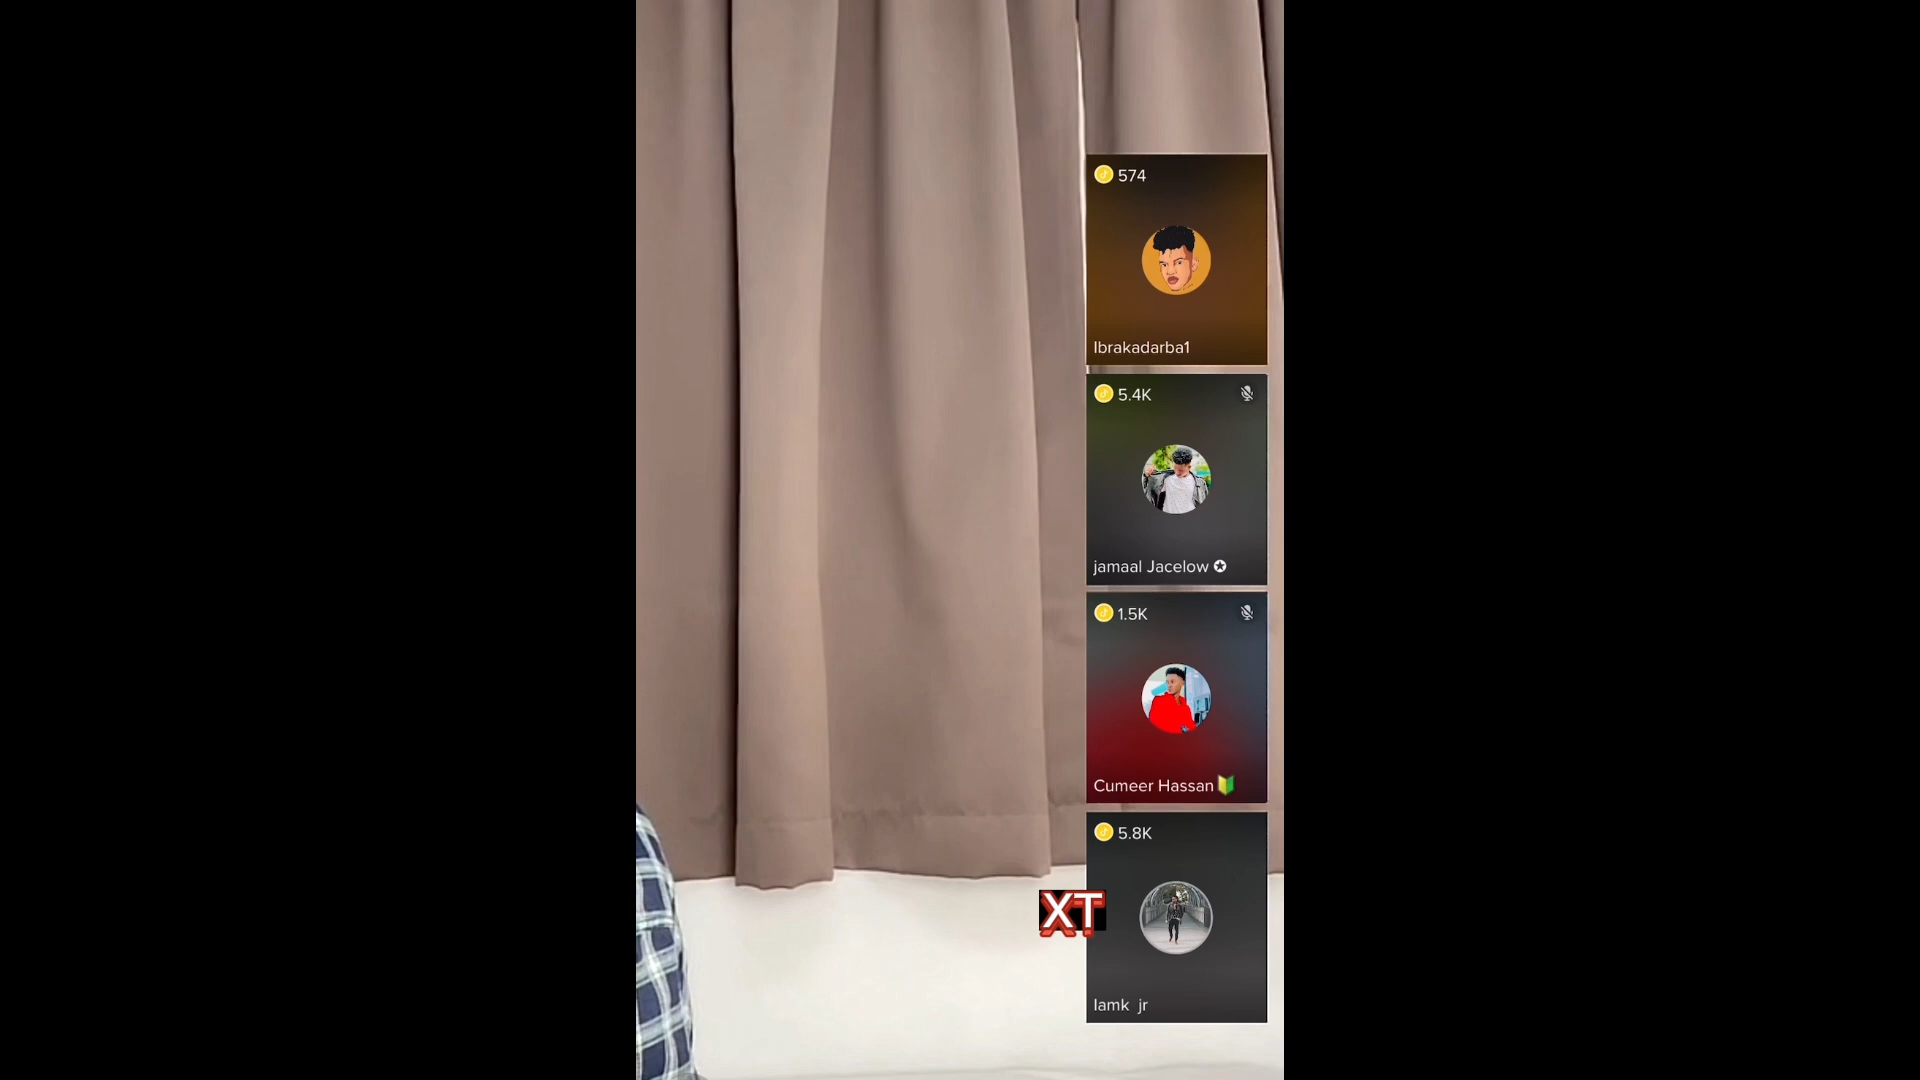 574
Ibrakadarba1
5.4K
jamaal Jacelow ✪
1.5K
Cumeer Hassan🔰
5.8K
XT
Iamk jr